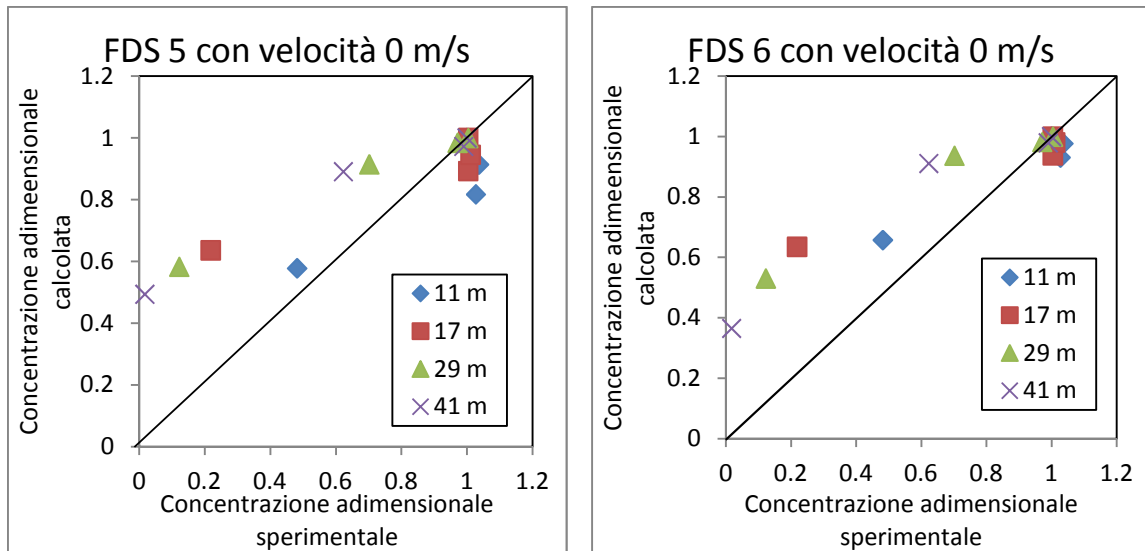 FDS 5 con velocità 0 m/s
Concentrazione adimeensionale
calcolata
1.2
1
0.8
0.6
0.4
0.2
0
11 m
17 m
29 m
41 m
0 0.2 0.4 0.6 0.8 1 1.2
Concentrazione adimensionale
sperimentale
FDS 6 con velocità 0 m/s
Concentrazione adimeensionale
calcolata
1.2
1
0.8
0.6
0.4
0.2
0
11 m
17 m
29 m
41 m
0 0.2 0.4 0.6 0.8 1 1.2
Concentrazione adimensionale
sperimentale